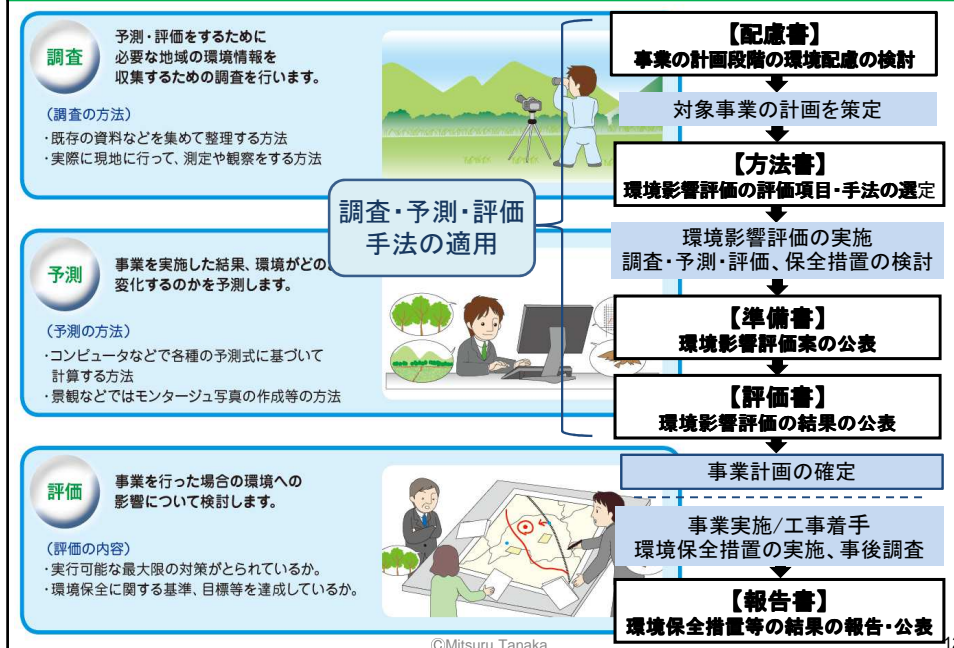 調査
予測・評価をするために
必要な地域の環境情報を
収集するための調査を行います。
(調査の方法)
・既存の資料などを集めて整理する方法
・実際に現地に行って、測定や観察をする方法
調査・予測・評価
手法の適用
予測
事業を実施した結果、環境がどの
変化するのかを予測します。
(予測の方法)
・コンピュータなどで各種の予測式に基づいて
計算する方法
・景観などではモンタージュ写真の作成等の方法
評価
事業を行った場合の環境への
影響について検討します。
(評価の内容)
・実行可能な最大限の対策がとられているか。
・環境保全に関する基準、目標等を達成しているか。
【配慮書】
事業の計画段階の環境配慮の検討
対象事業の計画を策定
【方法書】
環境影響評価の評価項目・手法の選定
環境影響評価の実施
調査・予測・評価、保全措置の検討
【準備書】
環境影響評価案の公表
【評価書】
環境影響評価の結果の公表
事業計画の確定
事業実施/工事着手
環境保全措置の実施、事後調査
【報告書】
環境保全措置等の結果の報告・公表
©Mitsuru Tanaka